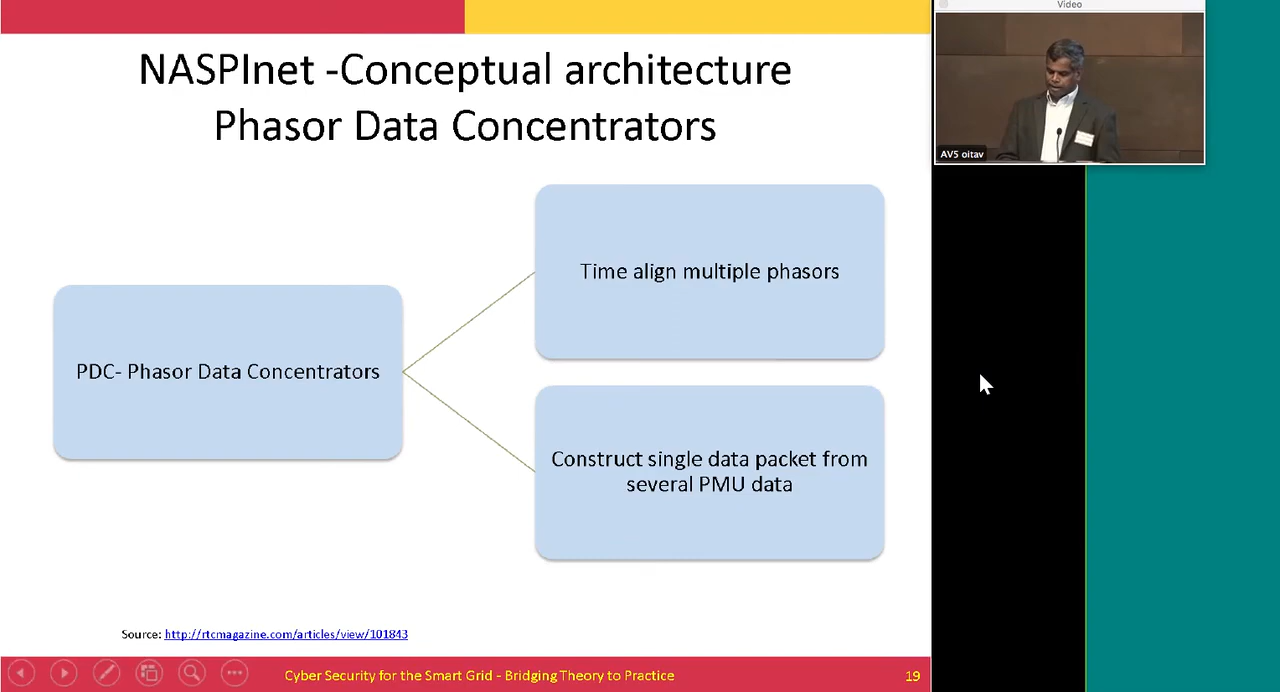 NASPInet -Conceptual architecture
Phasor Data Concentrators
Video
AV5 oitav
Time align multiple phasors
PDC- Phasor Data Concentrators
Construct single data packet from
several PMU data
Source: http://rtcmagazine.com/articles/view/101843
Cyber Security for the Smart Grid - Bridging Theory to Practice
19